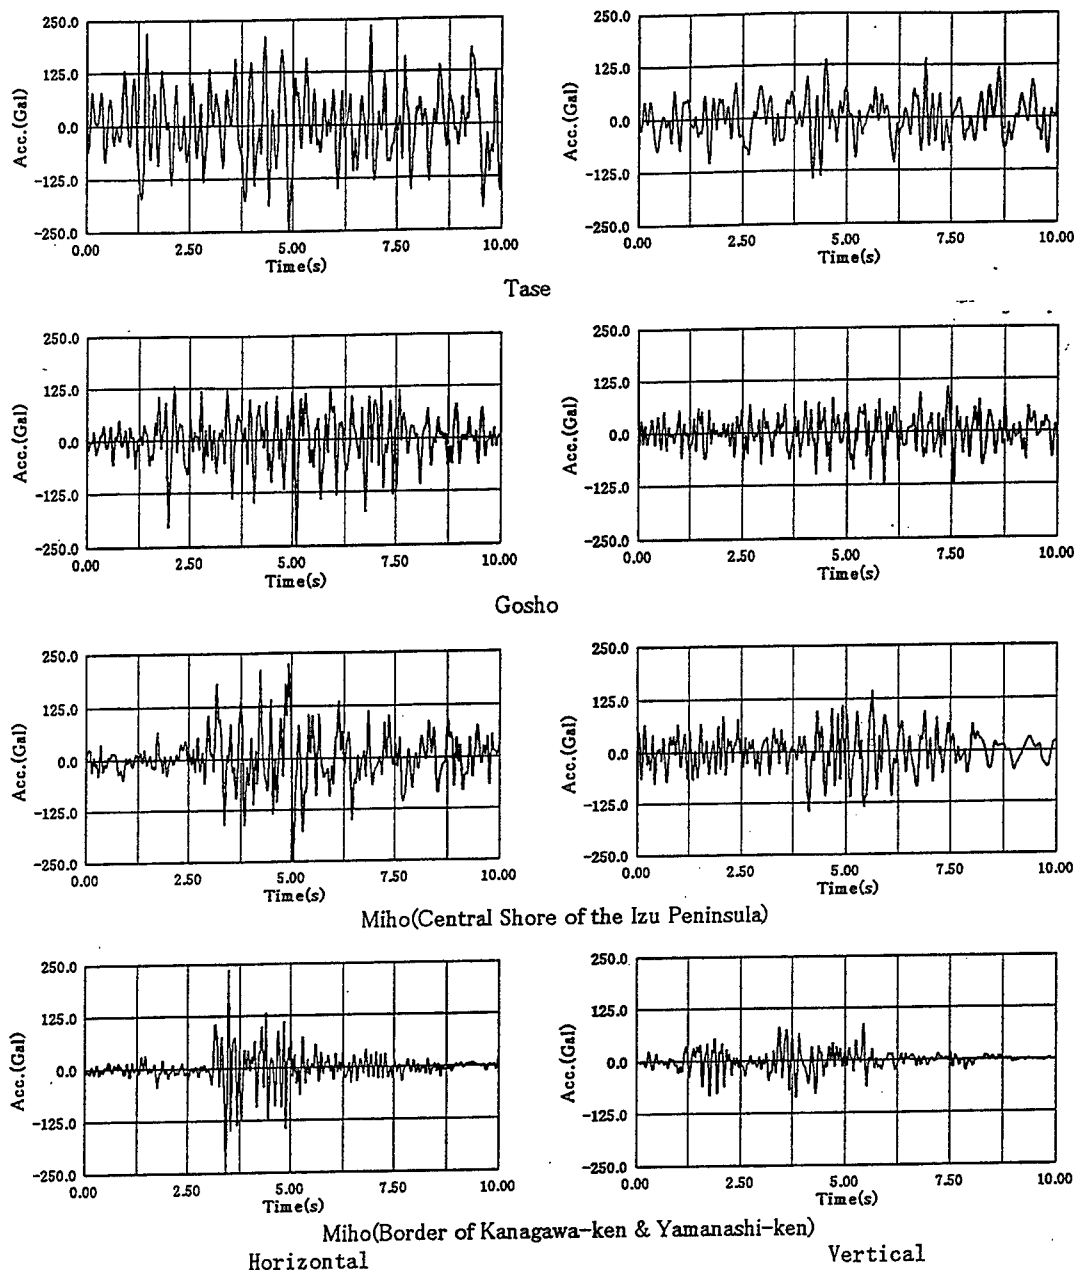 250.0
125.0
0.0
-125.0
-250.0
Acc.(Gal)
0.00 2.50 5.00 7.50 10.00
Time(s)
250.0
125.0
0.0
-125.0
-250.0
Acc.(Gal)
0.00 2.50 5.00 7.50 10.00
Time(s)
Tase
250.0
125.0
0.0
-125.0
-250.0
Acc.(Gal)
0.00 2.50 5.00 7.50 10.00
Time(s)
250.0
125.0
0.0
-125.0
-250.0
Acc.(Gal)
0.00 2.50 5.00 7.50 10.00
Time(s)
Gosho
250.0
125.0
0.0
-125.0
-250.0
Acc.(Gal)
0.00 2.50 5.00 7.50 10.00
Time(s)
250.0
125.0
0.0
-125.0
-250.0
Acc.(Gal)
0.00 2.50 5.00 7.50 10.00
Time(s)
Miho(Central Shore of the Izu Peninsula)
250.0
125.0
0.0
-125.0
-250.0
Acc.(Gal)
0.00 2.50 5.00 7.50 10.00
Time(s)
250.0
125.0
0.0
-125.0
-250.0
Acc.(Gal)
0.00 2.50 5.00 7.50 10.00
Time(s)
Miho(Border of Kanagawa-ken & Yamanashi-ken)
Horizontal Vertical